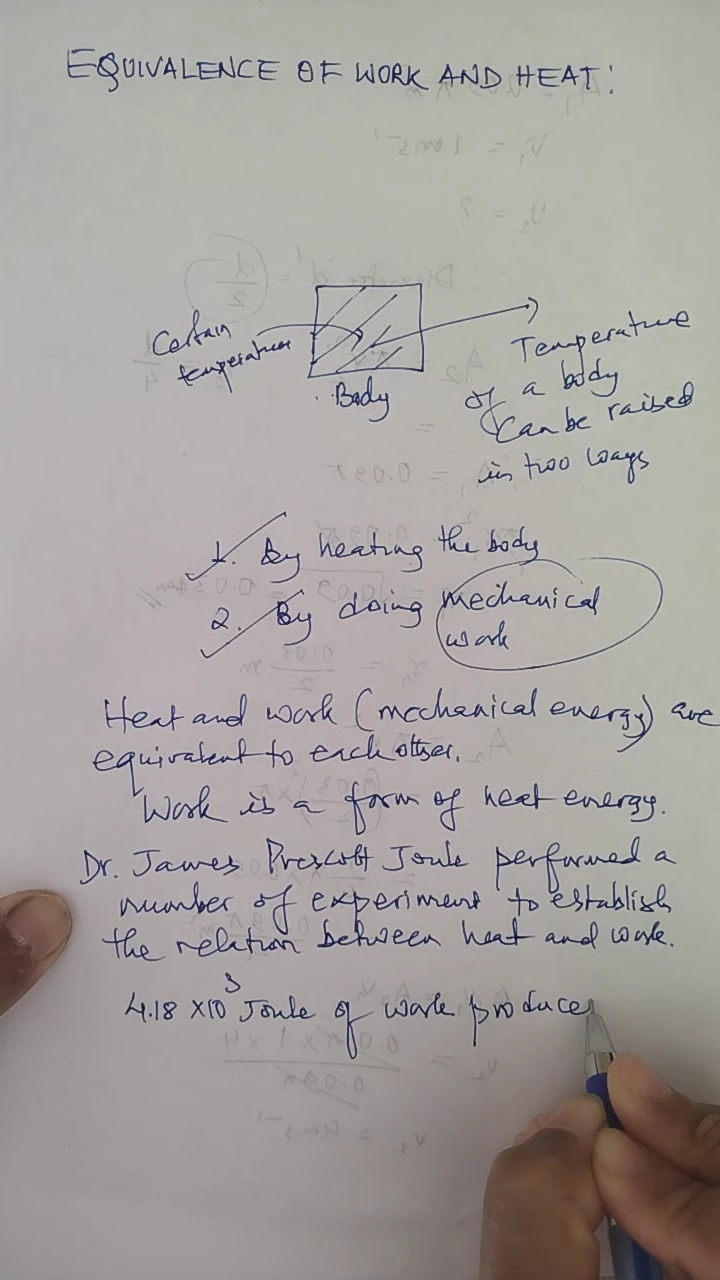 EQUIVALENCE OF WORK AND HEAT:
Certain
temperature
Body
Temperature
of a body
Can be raised
in two ways
1. By heating the body
2. By doing mechanical
work
Heat and work (mechanical energy) are
equivalent to each other.
Work is a form of heat energy.
Dr. James Prescott Joule performed a
number of experiment to establish
the relation between heat and work.
4.18 × 10³ Joule of work produces